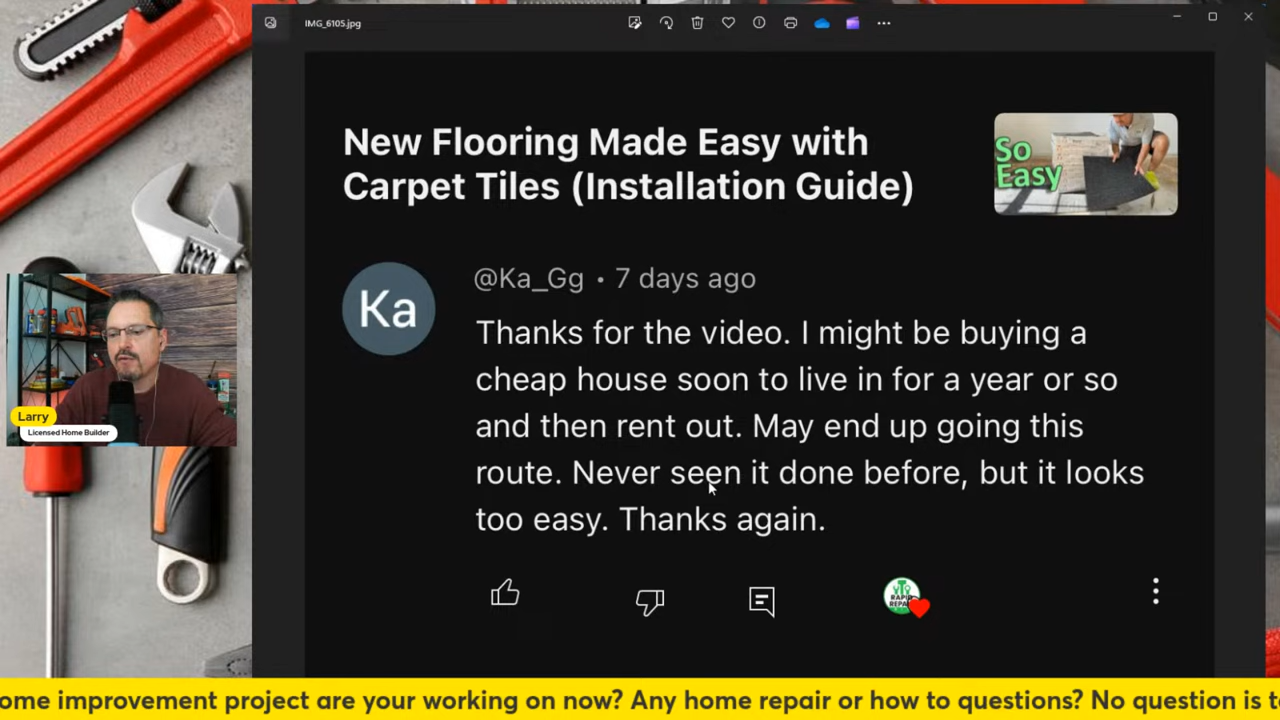 IMG_6105.jpg
New Flooring Made Easy with
Carpet Tiles (Installation Guide)
So
Easy
Ka
@Ka_Gg • 7 days ago
Thanks for the video. I might be buying a
cheap house soon to live in for a year or so
and then rent out. May end up going this
route. Never seen it done before, but it looks
too easy. Thanks again.
RAPID
REPAIR
Larry
Licensed Home Builder
ome improvement project are your working on now? Any home repair or how to questions? No question is t